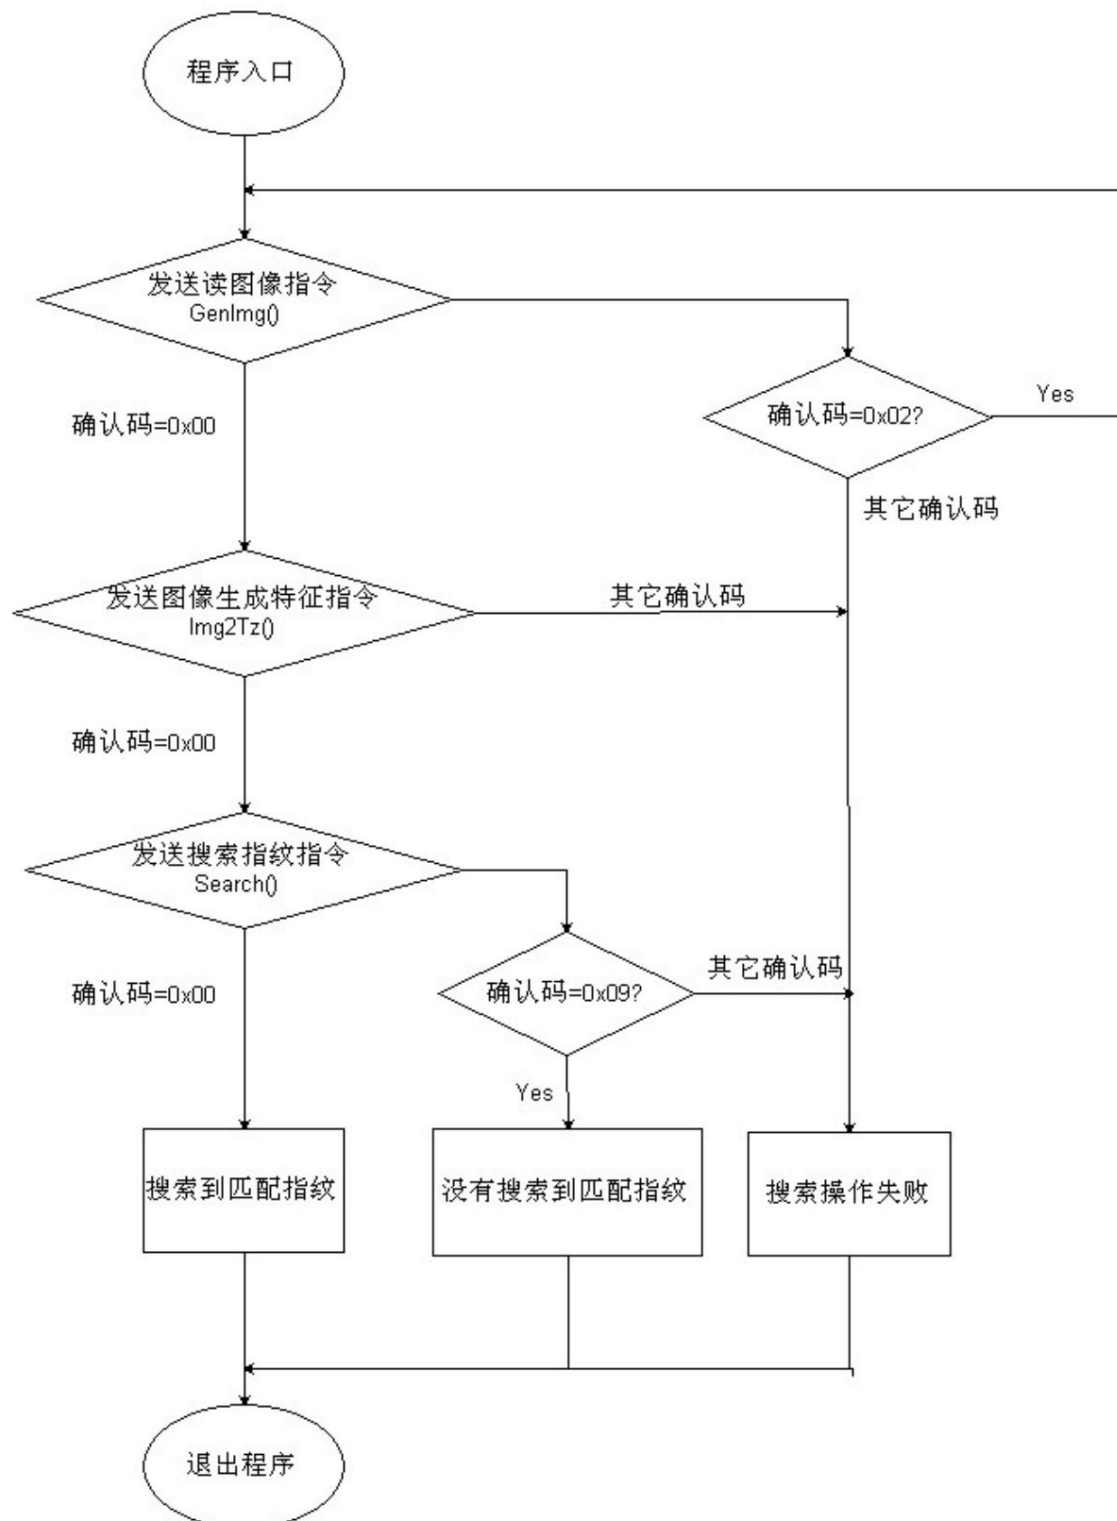 程序入口
发送读图像指令
GenImg()
确认码=0x02?
Yes
确认码=0x00
其它确认码
发送图像生成特征指令
Img2Tz()
其它确认码
确认码=0x00
发送搜索指纹指令
Search()
确认码=0x09?
其它确认码
确认码=0x00
Yes
搜索到匹配指纹
没有搜索到匹配指纹
搜索操作失败
退出程序